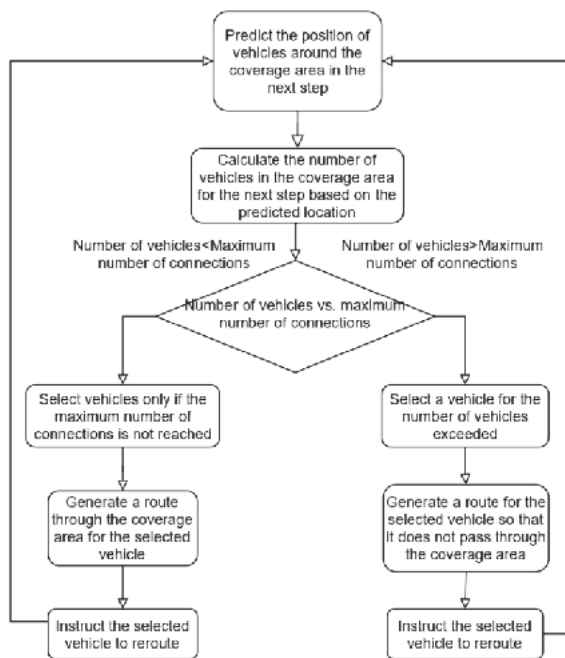 Predict the position of
vehicles around the
coverage area in the
next step
Calculate the number of
vehicles in the coverage area
for the next step based on the
predicted location
Number of vehicles<Maximum
number of connections
Number of vehicles>Maximum
number of connections
Number of vehicles vs. maximum
number of connections
Select vehicles only if the
maximum number of
connections is not reached
Select a vehicle for the
number of vehicles
exceeded
Generate a route
through the coverage
area for the selected
vehicle
Generate a route for the
selected vehicle so that
it does not pass through
the coverage area
Instruct the selected
vehicle to reroute
Instruct the selected
vehicle to reroute